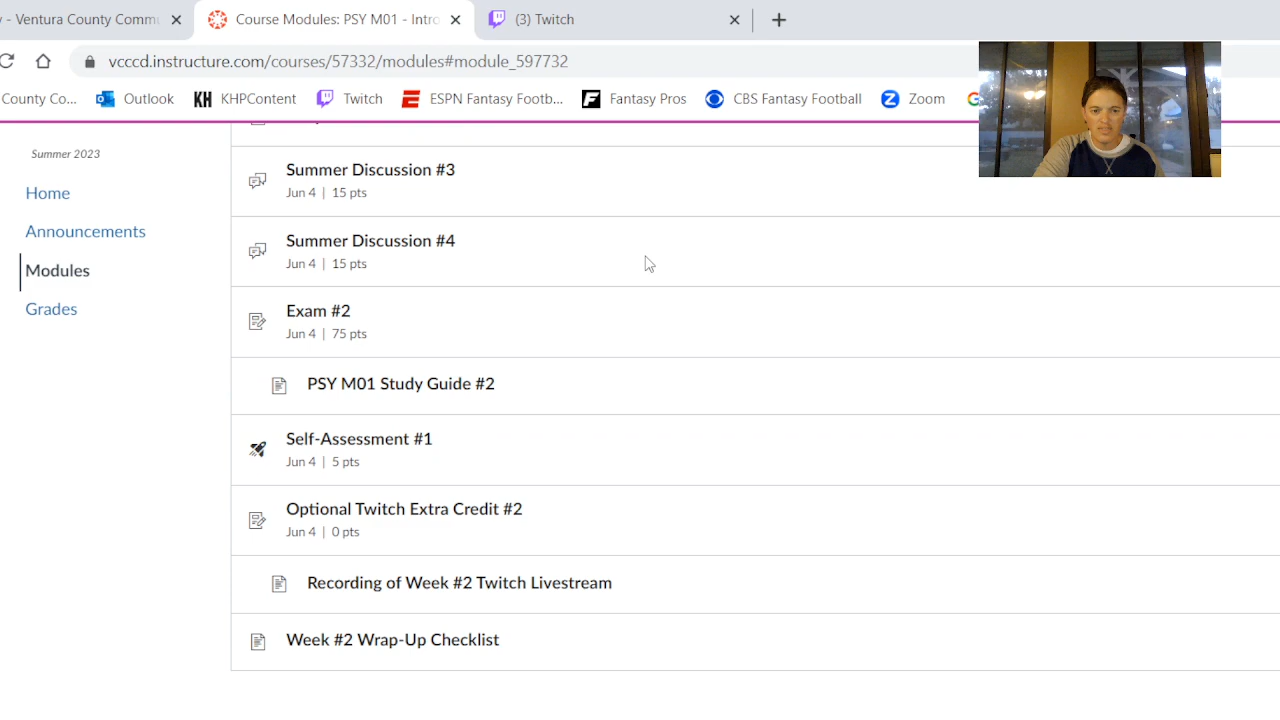 - Ventura County Commu
Course Modules: PSY M01 - Intro
(3) Twitch
vcccd.instructure.com/courses/57332/modules#module_597732
County Co...
Outlook
KH KHPContent
Twitch
ESPN Fantasy Footb...
Fantasy Pros
CBS Fantasy Football
Zoom
Summer 2023
Home
Announcements
Modules
Grades
Summer Discussion #3
Jun 4 | 15 pts
Summer Discussion #4
Jun 4 | 15 pts
Exam #2
Jun 4 | 75 pts
PSY M01 Study Guide #2
Self-Assessment #1
Jun 4 | 5 pts
Optional Twitch Extra Credit #2
Jun 4 | 0 pts
Recording of Week #2 Twitch Livestream
Week #2 Wrap-Up Checklist